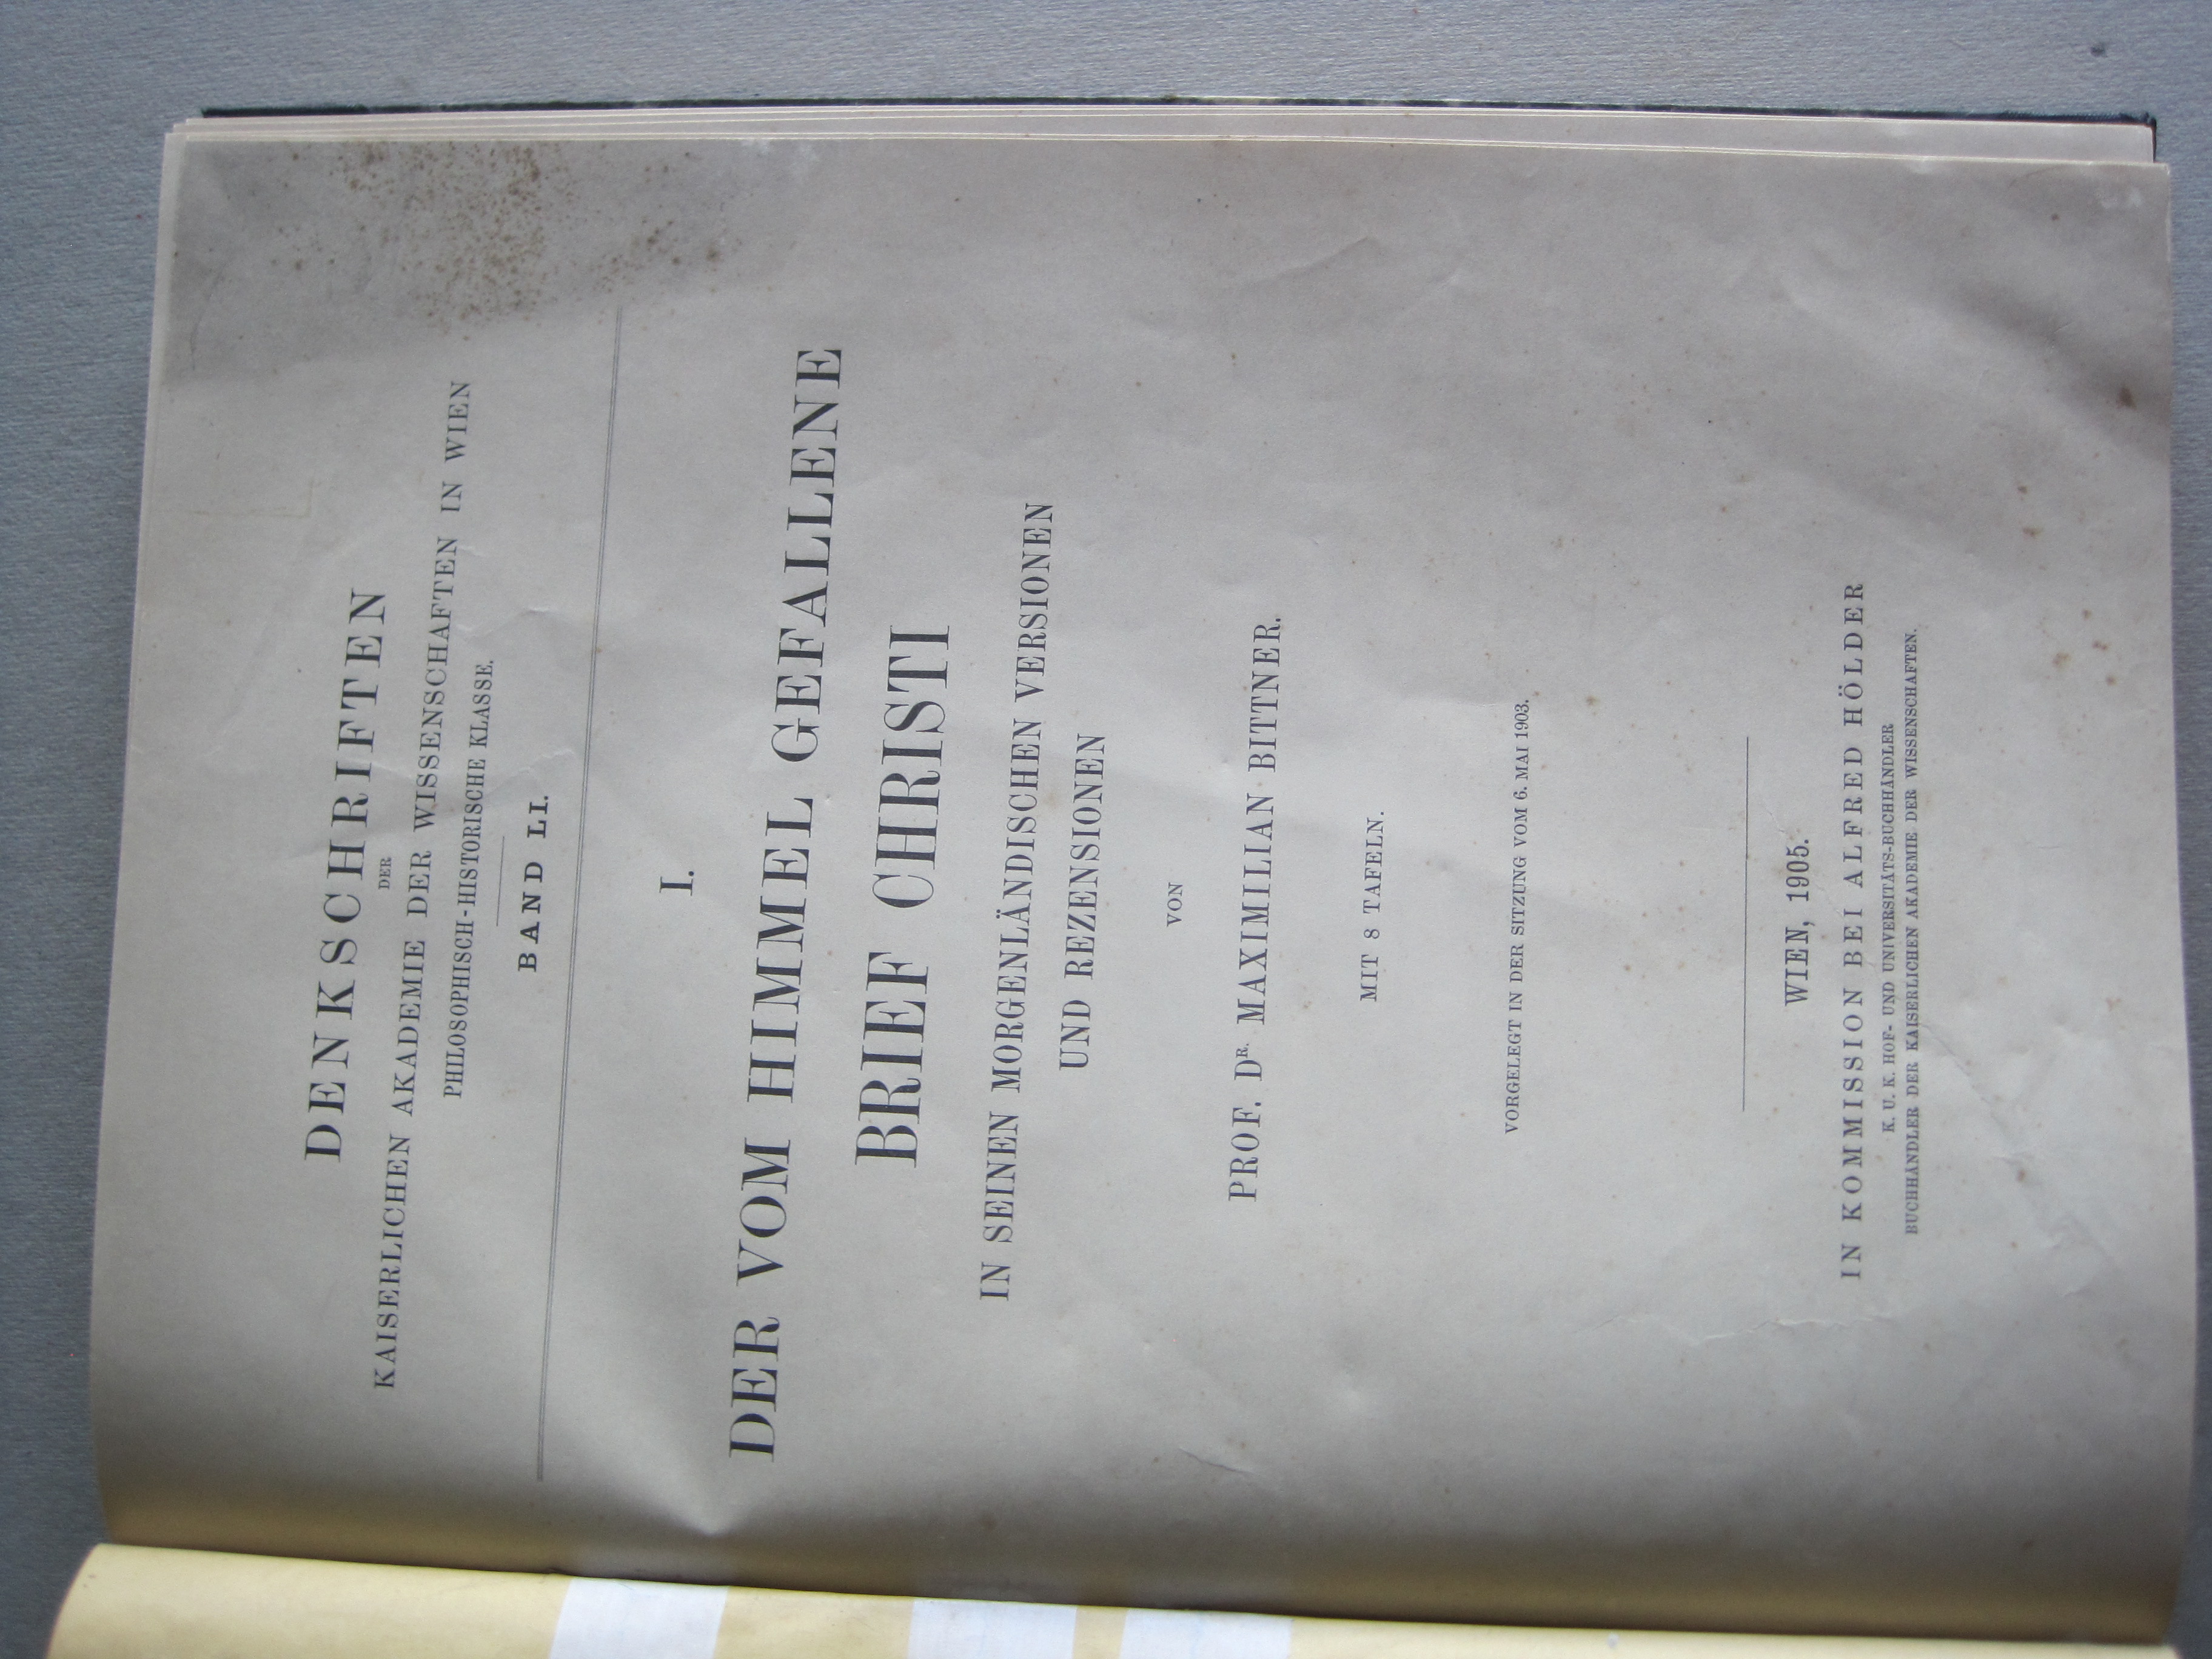 DENKSCHRIFTEN
DER
KAISERLICHEN AKADEMIE DER WISSENSCHAFTEN IN WIEN
PHILOSOPHISCH-HISTORISCHE KLASSE.
BAND LI.
I.
DER VOM HIMMEL GEFALLENE
BRIEF CHRISTI
IN SEINEN MORGENLÄNDISCHEN VERSIONEN
UND REZENSIONEN
VON
PROF. DR. MAXIMILIAN BITTNER.
MIT 8 TAFELN.
VORGELEGT IN DER SITZUNG VOM 6. MAI 1903.
WIEN, 1905.
IN KOMMISSION BEI ALFRED HÖLDER
K. U. K. HOF- UND UNIVERSITÄTS-BUCHHÄNDLER
BUCHHÄNDLER DER KAISERLICHEN AKADEMIE DER WISSENSCHAFTEN.